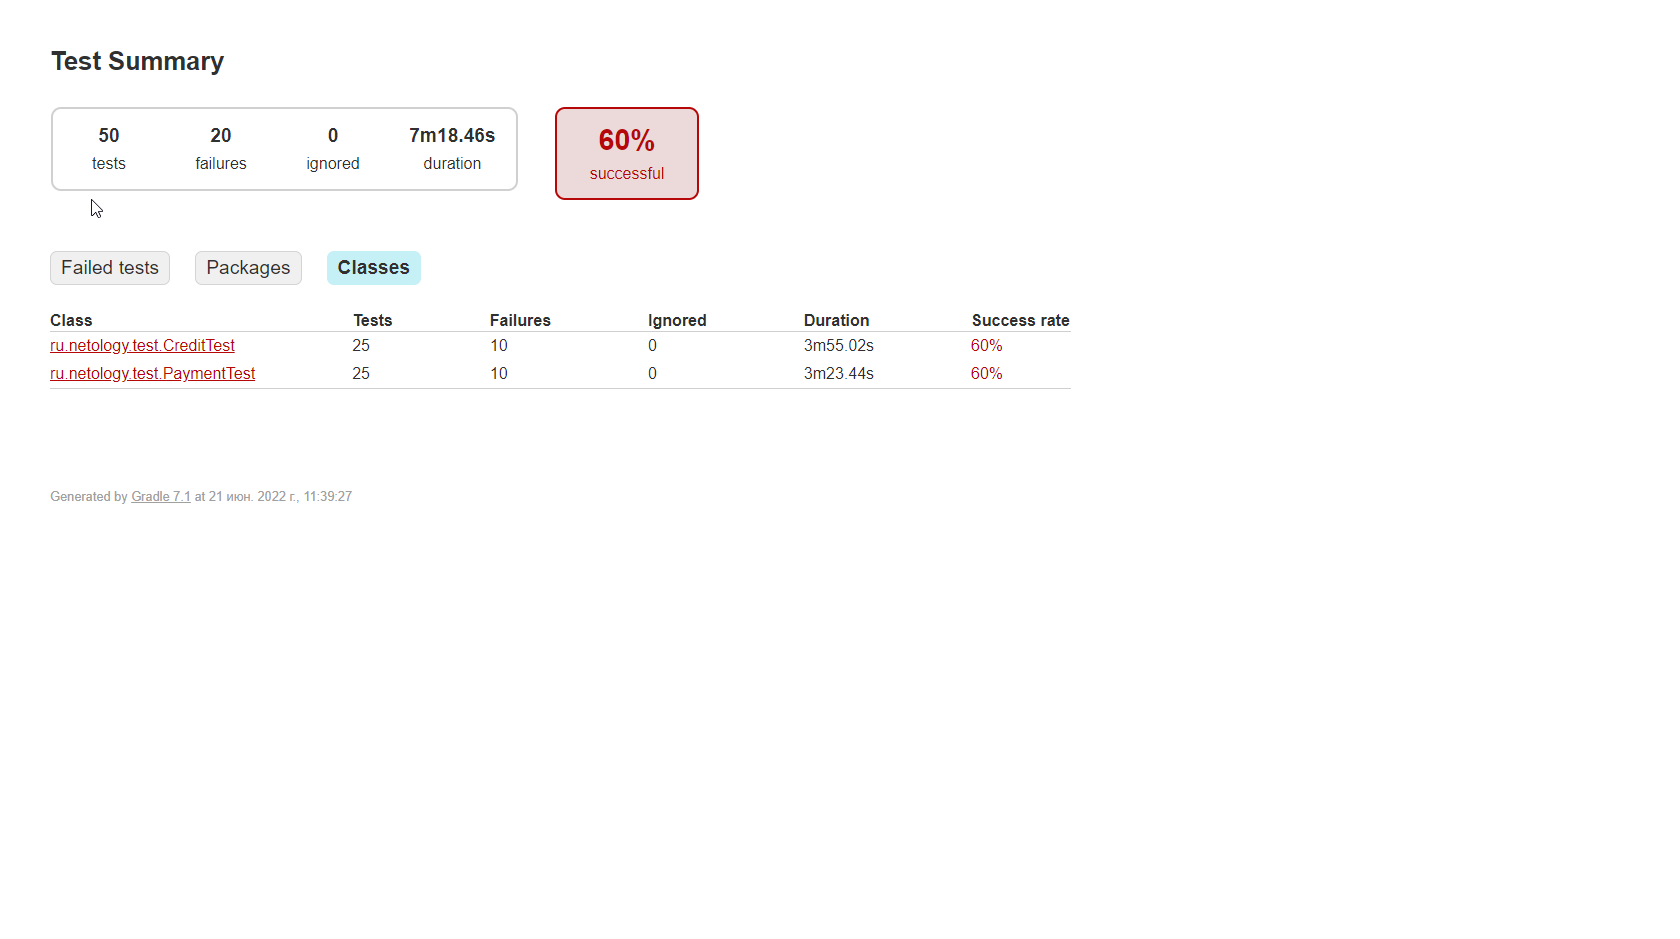 Test Summary
50 20 0 7m18.46s
tests failures ignored duration
60%
successful
Failed tests Packages Classes
Class Tests Failures Ignored Duration Success rate
ru.netology.test.CreditTest 25 10 0 3m55.02s 60%
ru.netology.test.PaymentTest 25 10 0 3m23.44s 60%
Generated by Gradle 7.1 at 21 июн. 2022 г., 11:39:27